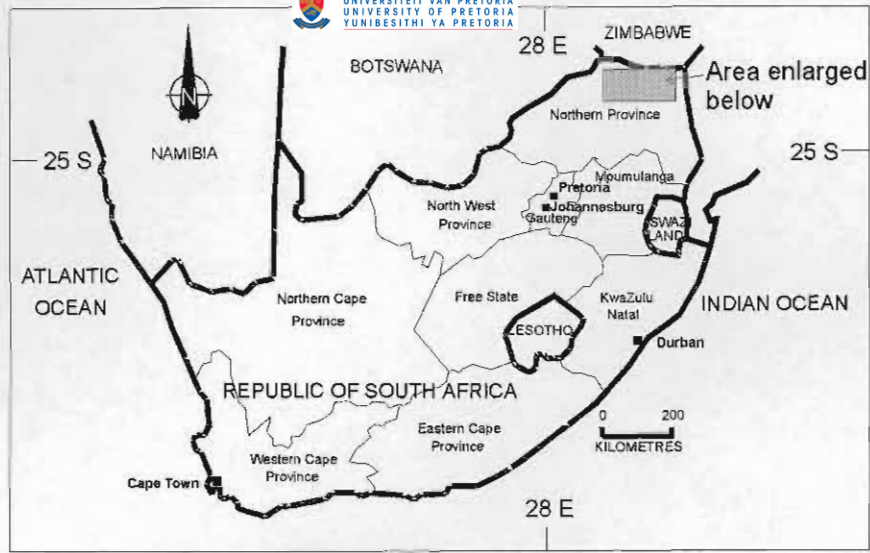 UNIVERSITEIT VAN PRETORIA
UNIVERSITY OF PRETORIA
YUNIBESITHI YA PRETORIA
28 E
ZIMBABWE
BOTSWANA
Area enlarged
below
N
Northern Province
25 S
NAMIBIA
25 S
Mpumulanga
Pretoria
North West
Province
Johannesburg
Gauteng
SWAZ
LAND
ATLANTIC
OCEAN
Northern Cape
Province
Free State
KwaZulu
Natal
INDIAN OCEAN
LESOTHO
Durban
REPUBLIC OF SOUTH AFRICA
0 200
KILOMETRES
Eastern Cape
Province
Western Cape
Province
Cape Town
28 E